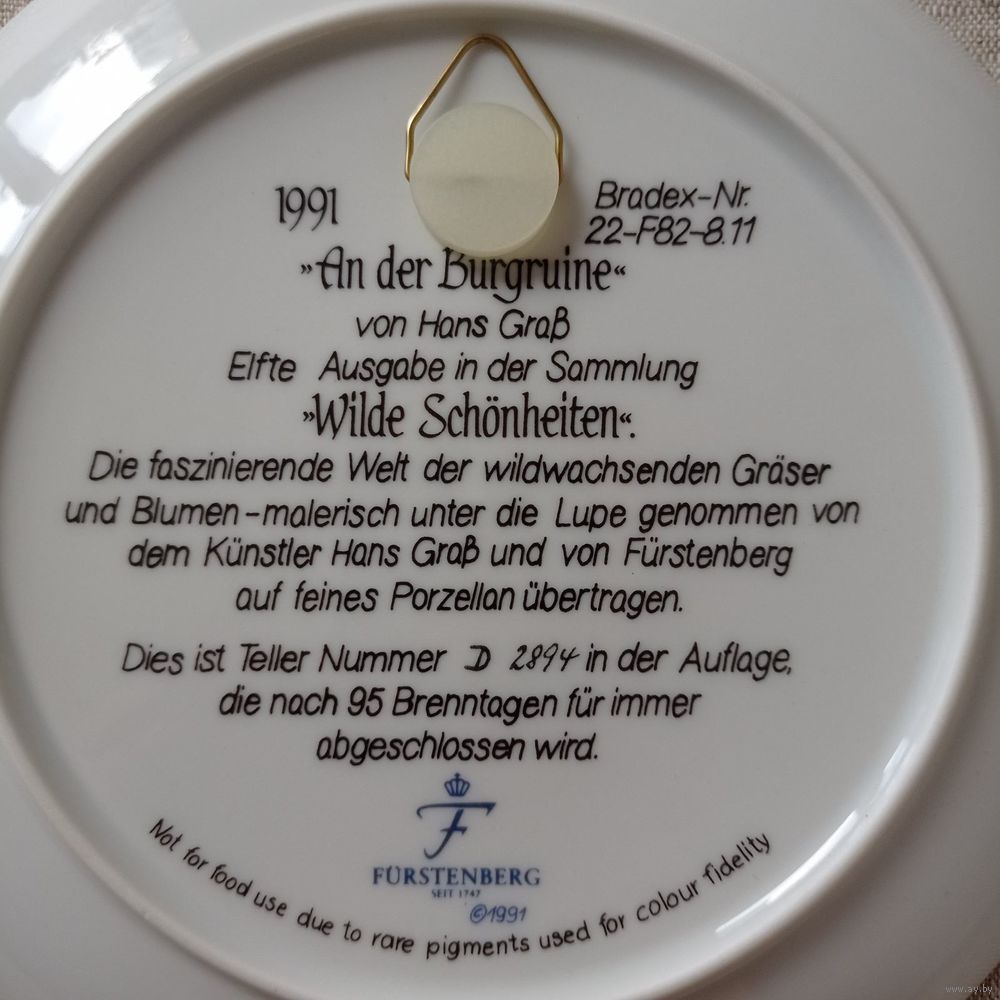 1991
Bradex-Nr.
22-F82-8.11
»An der Burgruine«
von Hans Graß
Elfte Ausgabe in der Sammlung
»Wilde Schönheiten«.
Die faszinierende Welt der wildwachsenden Gräser
und Blumen-malerisch unter die Lupe genommen von
dem Künstler Hans Graß und von Fürstenberg
auf feines Porzellan übertragen.
Dies ist Teller Nummer D 2894 in der Auflage,
die nach 95 Brenntagen für immer
abgeschlossen wird.
F
FÜRSTENBERG
SEIT 1747
©1991
Not for food use due to rare pigments used for colour fidelity
www.ay.by